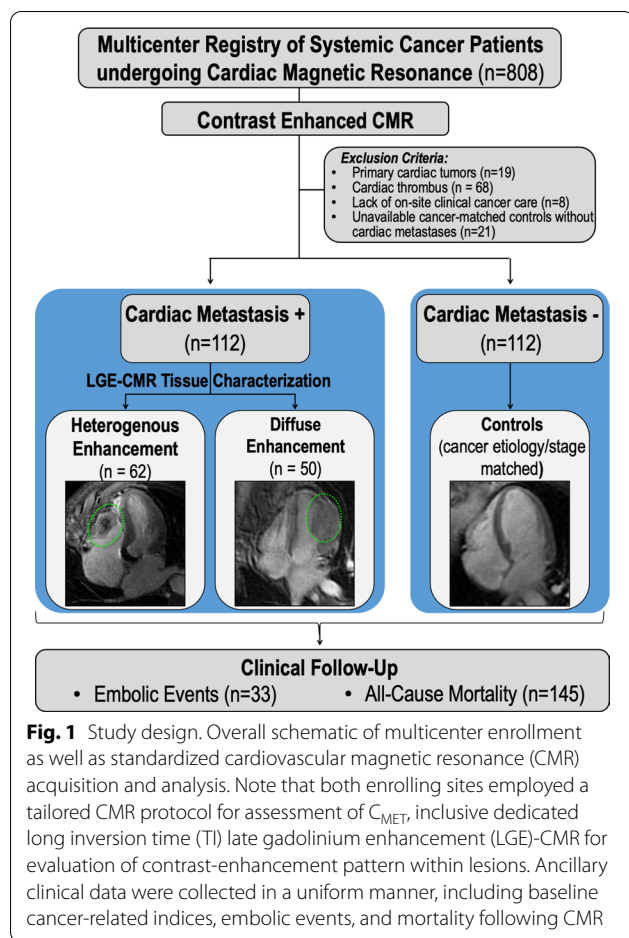 Multicenter Registry of Systemic Cancer Patients
undergoing Cardiac Magnetic Resonance (n=808)
Contrast Enhanced CMR
Exclusion Criteria:
• Primary cardiac tumors (n=19)
• Cardiac thrombus (n = 68)
• Lack of on-site clinical cancer care (n=8)
• Unavailable cancer-matched controls without
cardiac metastases (n=21)
Cardiac Metastasis +
(n=112)
Cardiac Metastasis -
(n=112)
LGE-CMR Tissue Characterization
Heterogenous
Enhancement
(n = 62)
Diffuse
Enhancement
(n = 50)
Controls
(cancer etiology/stage
matched)
Clinical Follow-Up
• Embolic Events (n=33) • All-Cause Mortality (n=145)
Fig. 1 Study design. Overall schematic of multicenter enrollment
as well as standardized cardiovascular magnetic resonance (CMR)
acquisition and analysis. Note that both enrolling sites employed a
tailored CMR protocol for assessment of CMET, inclusive dedicated
long inversion time (TI) late gadolinium enhancement (LGE)-CMR for
evaluation of contrast-enhancement pattern within lesions. Ancillary
clinical data were collected in a uniform manner, including baseline
cancer-related indices, embolic events, and mortality following CMR